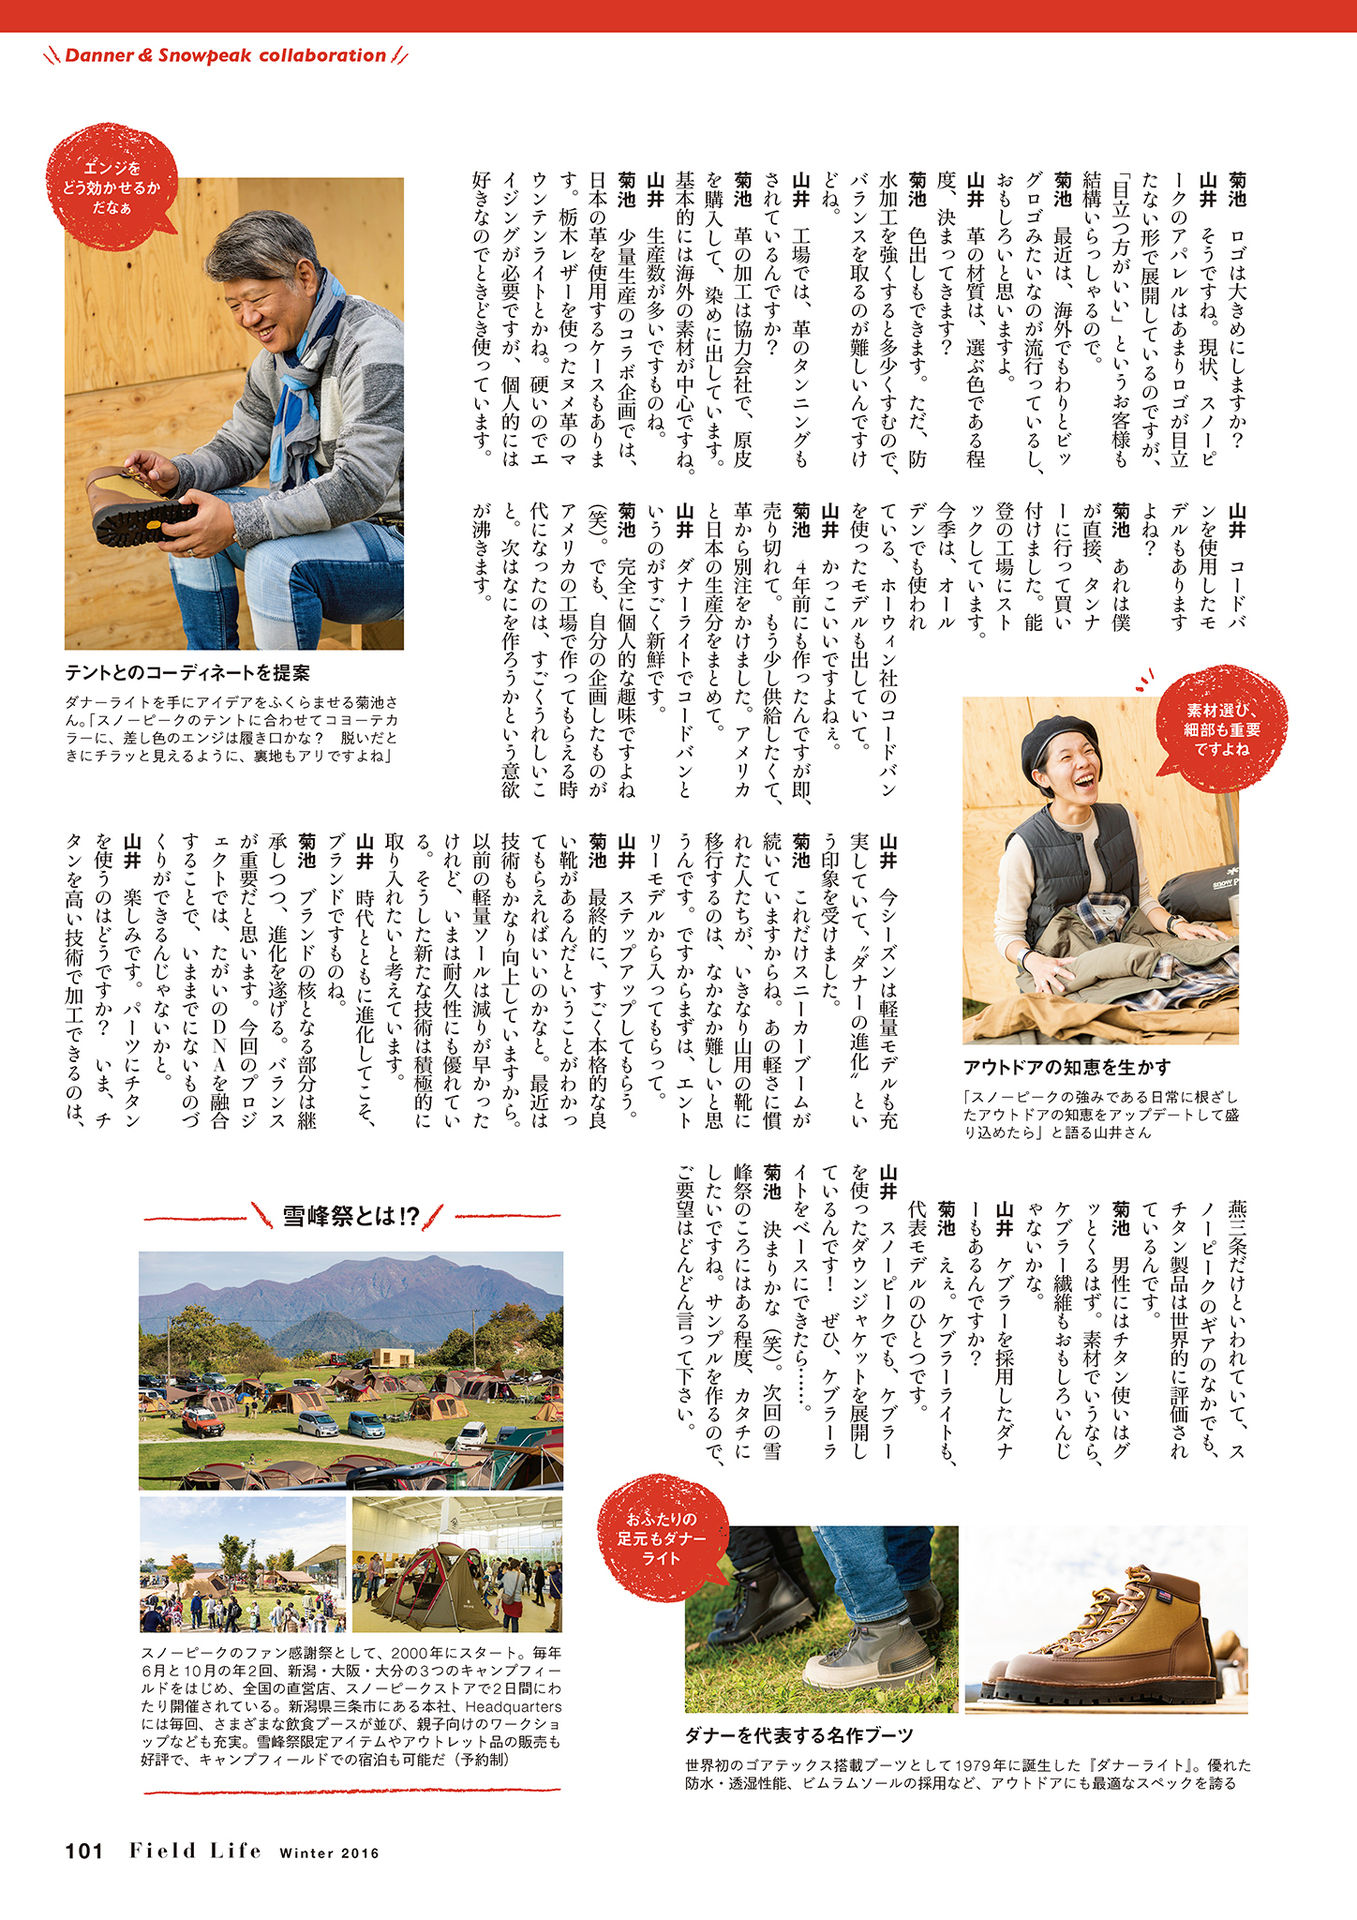 Danner & Snowpeak collaboration
エンジを
どう効かせるか
だなぁ
菊池　ロゴは大きめにしますか？
山井　そうですね。現状、スノーピ
ークのアパレルはあまりロゴが目立
たない形で展開しているのですが、
「目立つ方がいい」というお客様も
結構いらっしゃるので。
菊池　最近は、海外でもわりとビッ
グロゴみたいなのが流行っているし、
おもしろいと思いますよ。
山井　革の材質は、選ぶ色である程
度、決まってきます？
菊池　色出しもできます。ただ、防
水加工を強くすると多少くすむので、
バランスを取るのが難しいんですけ
どね。
山井　工場では、革のタンニングも
されているんですか？
菊池　革の加工は協力会社で、原皮
を購入して、染めに出しています。
基本的には海外の素材が中心ですね。
山井　生産数が多いですものね。
菊池　少量生産のコラボ企画では、
日本の革を使用するケースもありま
す。栃木レザーを使ったヌメ革のマ
ウンテンライトとかね。硬いのでエ
イジングが必要ですが、個人的には
好きなのでときどき使っています。
山井　コードバ
ンを使用したモ
デルもあります
よね？
菊池　あれは僕
が直接、タンナ
ーに行って買い
付けました。能
登の工場にスト
ックしています。
今季は、オール
デンでも使われ
ている、ホーウィン社のコードバン
を使ったモデルも出していて。
山井　かっこいいですよねぇ。
菊池　4年前にも作ったんですが即、
売り切れて。もう少し供給したくて、
革から別注をかけました。アメリカ
と日本の生産分をまとめて。
山井　ダナーライトでコードバンと
いうのがすごく新鮮です。
菊池　完全に個人的な趣味ですよね
（笑）。でも、自分の企画したものが
アメリカの工場で作ってもらえる時
代になったのは、すごくうれしいこ
と。次はなにを作ろうかという意欲
が沸きます。
テントとのコーディネートを提案
ダナーライトを手にアイデアをふくらませる菊池さ
ん。「スノーピークのテントに合わせてコヨーテカ
ラーに、差し色のエンジは履き口かな？　脱いだと
きにチラッと見えるように、裏地もアリですよね」
素材選び、
細部も重要
ですよね
snow peak
アウトドアの知恵を生かす
「スノーピークの強みである日常に根ざし
たアウトドアの知恵をアップデートして盛
り込めたら」と語る山井さん
山井　今シーズンは軽量モデルも充
実していて、〝ダナーの進化〟とい
う印象を受けました。
菊池　これだけスニーカーブームが
続いていますからね。あの軽さに慣
れた人たちが、いきなり山用の靴に
移行するのは、なかなか難しいと思
うんです。ですからまずは、エント
リーモデルから入ってもらって。
山井　ステップアップしてもらう。
菊池　最終的に、すごく本格的な良
い靴があるんだということがわかっ
てもらえればいいのかなと。最近は
技術もかなり向上していますから。
以前の軽量ソールは減りが早かった
けれど、いまは耐久性にも優れてい
る。そうした新たな技術は積極的に
取り入れたいと考えています。
山井　時代とともに進化してこそ、
ブランドですものね。
菊池　ブランドの核となる部分は継
承しつつ、進化を遂げる。バランス
が重要だと思います。今回のプロジ
ェクトでは、たがいのDNAを融合
することで、いままでにないものづ
くりができるんじゃないかと。
山井　楽しみです。パーツにチタン
を使うのはどうですか？　いま、チ
タンを高い技術で加工できるのは、
燕三条だけといわれていて、ス
ノーピークのギアのなかでも、
チタン製品は世界的に評価され
ているんです。
菊池　男性にはチタン使いはグ
ッとくるはず。素材でいうなら、
ケブラー繊維もおもしろいんじ
ゃないかな。
山井　ケブラーを採用したダナ
ーもあるんですか？
菊池　えぇ。ケブラーライトも、
代表モデルのひとつです。
山井　スノーピークでも、ケブラー
を使ったダウンジャケットを展開し
ているんです！　ぜひ、ケブラーラ
イトをベースにできたら……。
菊池　決まりかな（笑）。次回の雪
峰祭のころにはある程度、カタチに
したいですね。サンプルを作るので、
ご要望はどんどん言って下さい。
雪峰祭とは!?
スノーピークのファン感謝祭として、2000年にスタート。毎年
6月と10月の年2回、新潟・大阪・大分の3つのキャンプフィー
ルドをはじめ、全国の直営店、スノーピークストアで2日間にわ
たり開催されている。新潟県三条市にある本社、Headquarters
には毎回、さまざまな飲食ブースが並び、親子向けのワークショ
ップなども充実。雪峰祭限定アイテムやアウトレット品の販売も
好評で、キャンプフィールドでの宿泊も可能だ（予約制）
おふたりの
足元もダナー
ライト
ダナーを代表する名作ブーツ
世界初のゴアテックス搭載ブーツとして1979年に誕生した『ダナーライト』。優れた
防水・透湿性能、ビムラムソールの採用など、アウトドアにも最適なスペックを誇る
101 Field Life Winter 2016